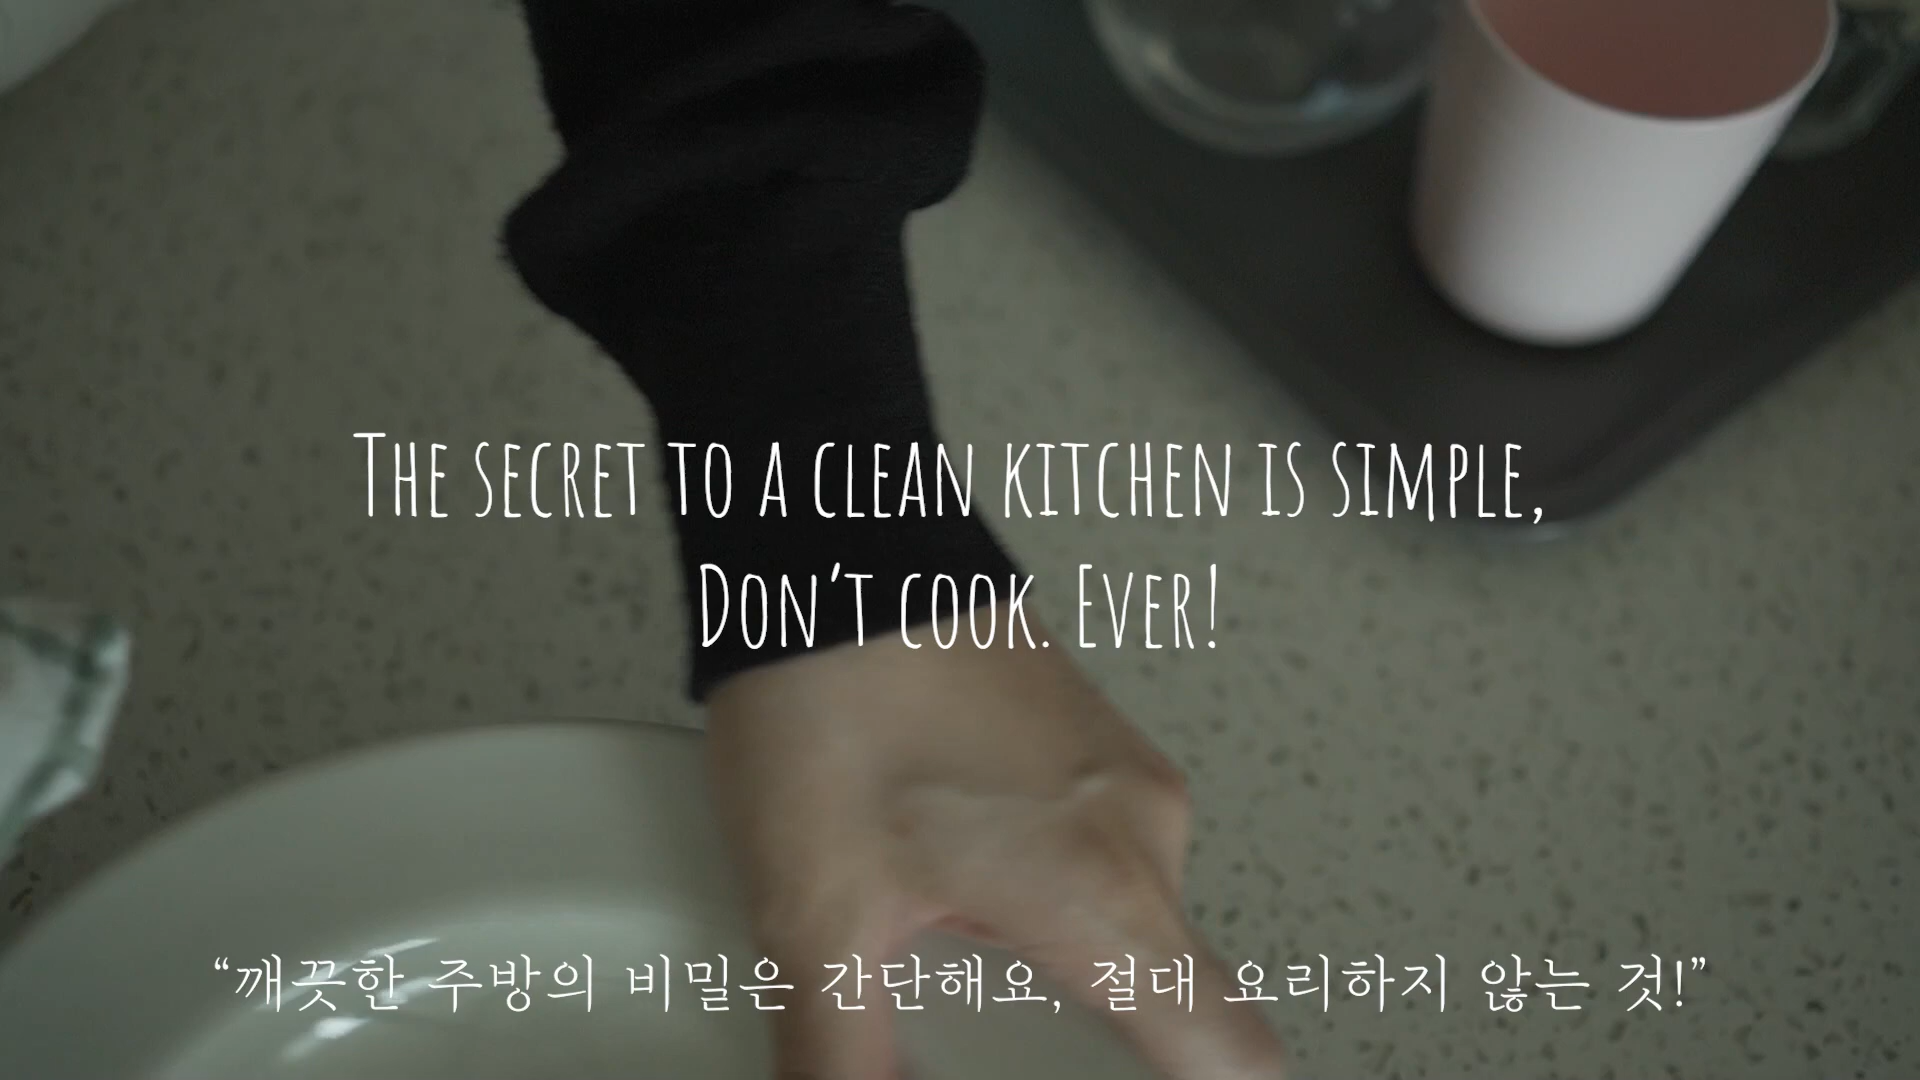 The secret to a clean kitchen is simple,
Don't cook. Ever!
“깨끗한 주방의 비밀은 간단해요, 절대 요리하지 않는 것!”